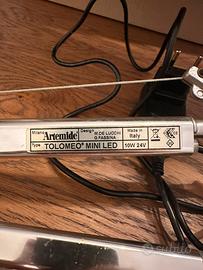 Milano
Artemide
Design
M.DE LUCCHI
G.FASSINA
Made in
Italy
Type
TOLOMEO® MINI LED
10W 24V
subito